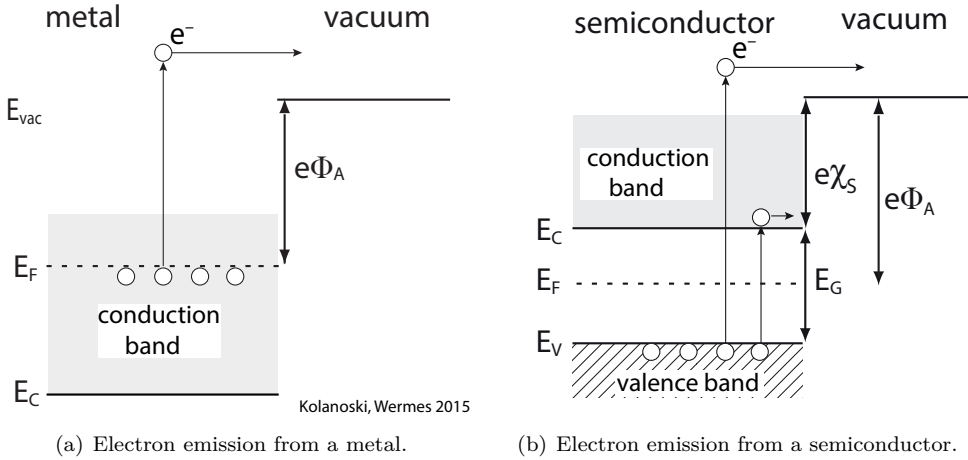 metal
vacuum
e⁻
E_vac
eΦ_A
E_F
conduction
band
E_C
Kolanoski, Wermes 2015
(a) Electron emission from a metal.
semiconductor
vacuum
e⁻
conduction
band
eχ_S
eΦ_A
E_C
E_F
E_G
E_V
valence band
(b) Electron emission from a semiconductor.